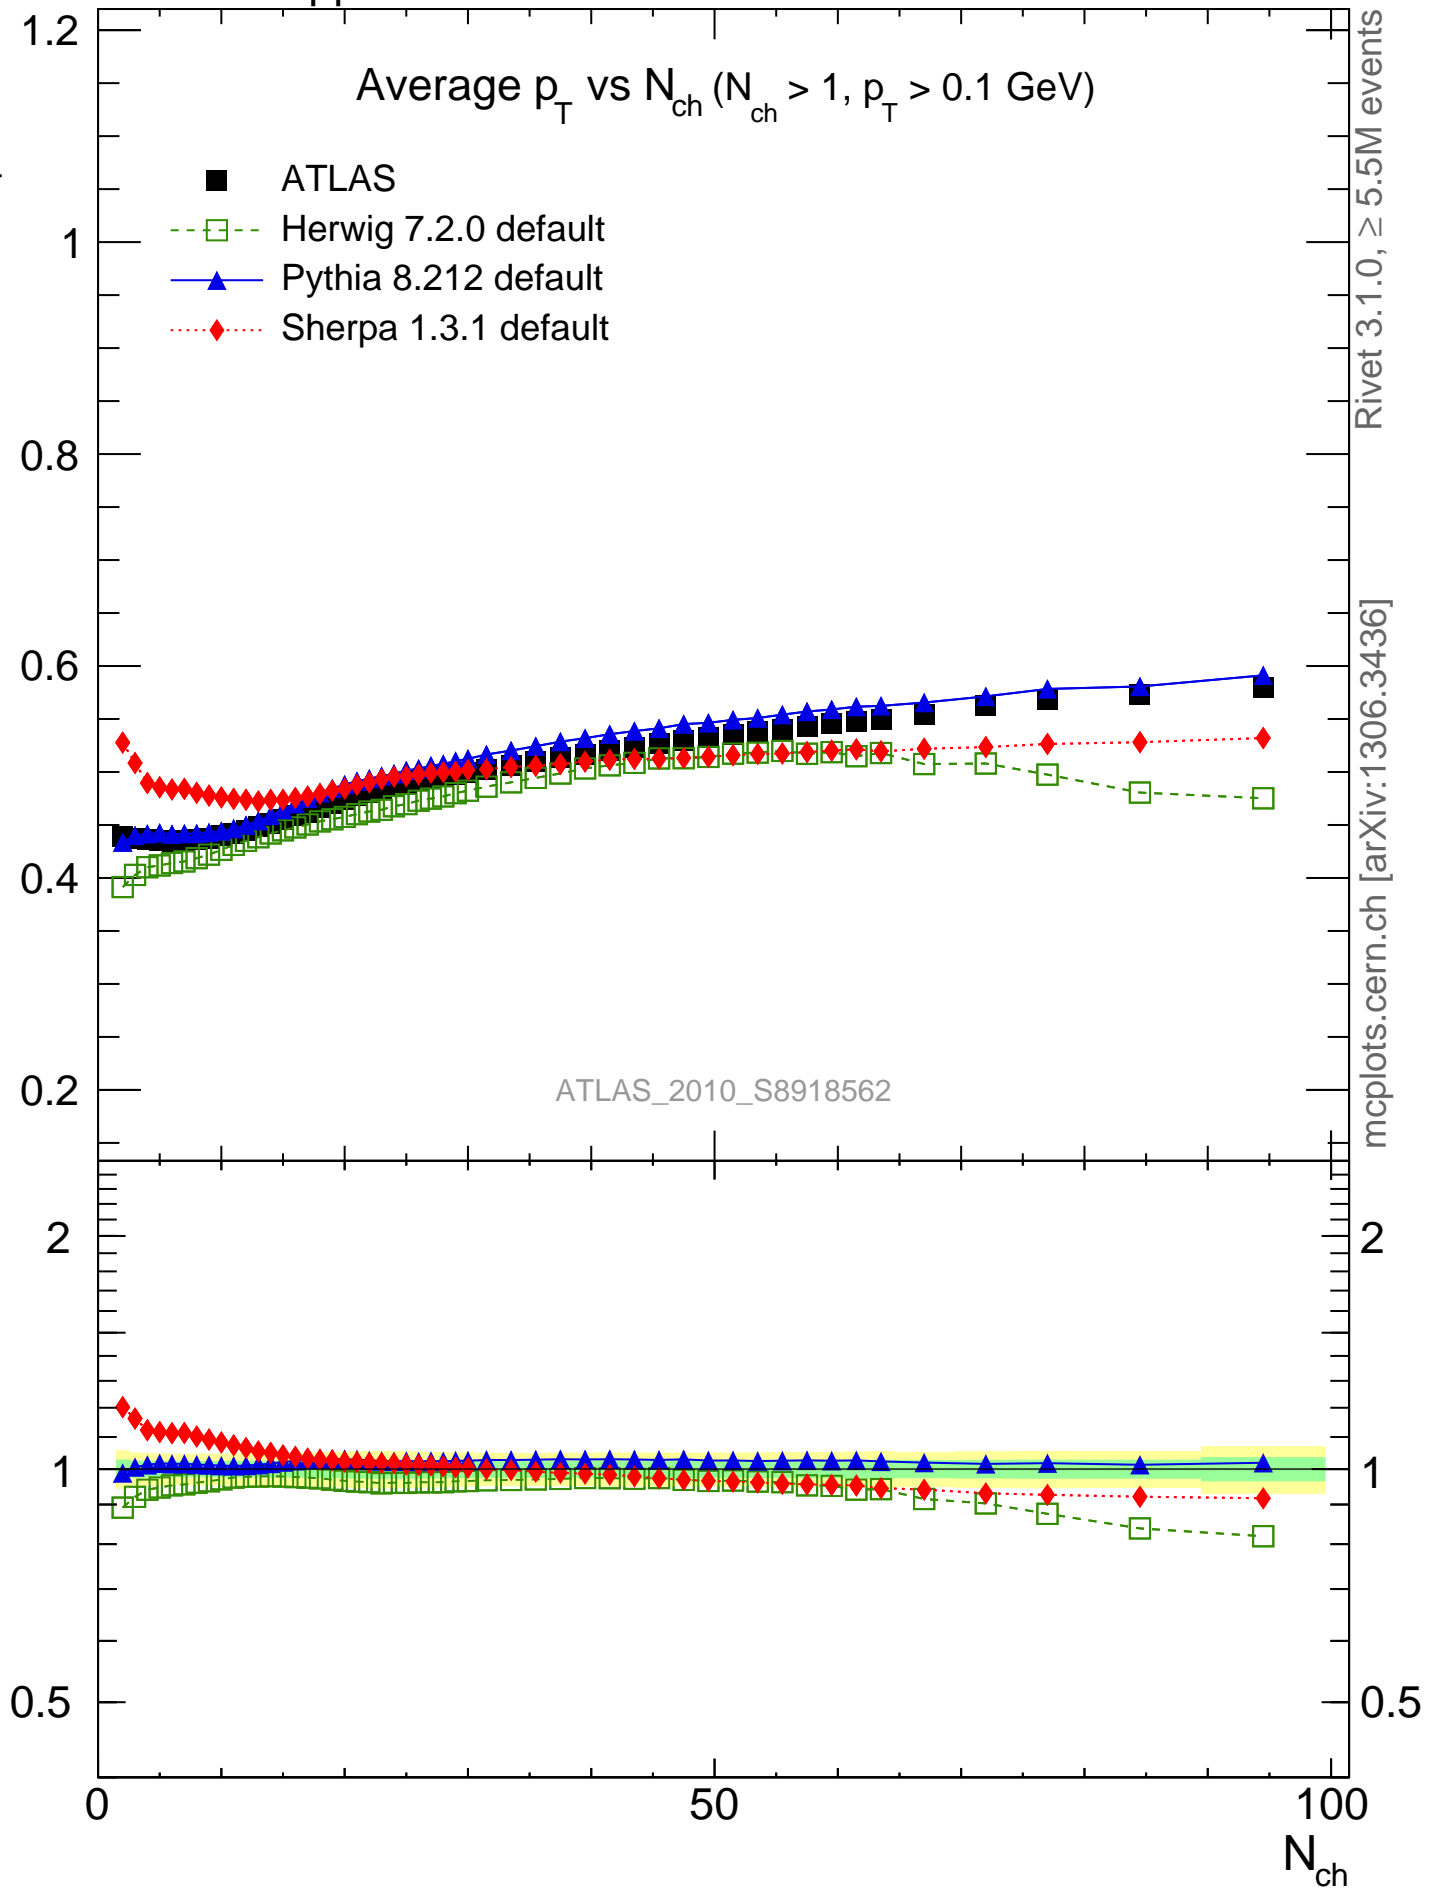 Average p_T vs N_ch (N_ch > 1, p_T > 0.1 GeV)
ATLAS
Herwig 7.2.0 default
Pythia 8.212 default
Sherpa 1.3.1 default
1.2
1
0.8
0.6
0.4
0.2
ATLAS_2010_S8918562
Rivet 3.1.0, ≥ 5.5M events
mcplots.cern.ch [arXiv:1306.3436]
2
1
0.5
2
1
0.5
0
50
100
N_ch